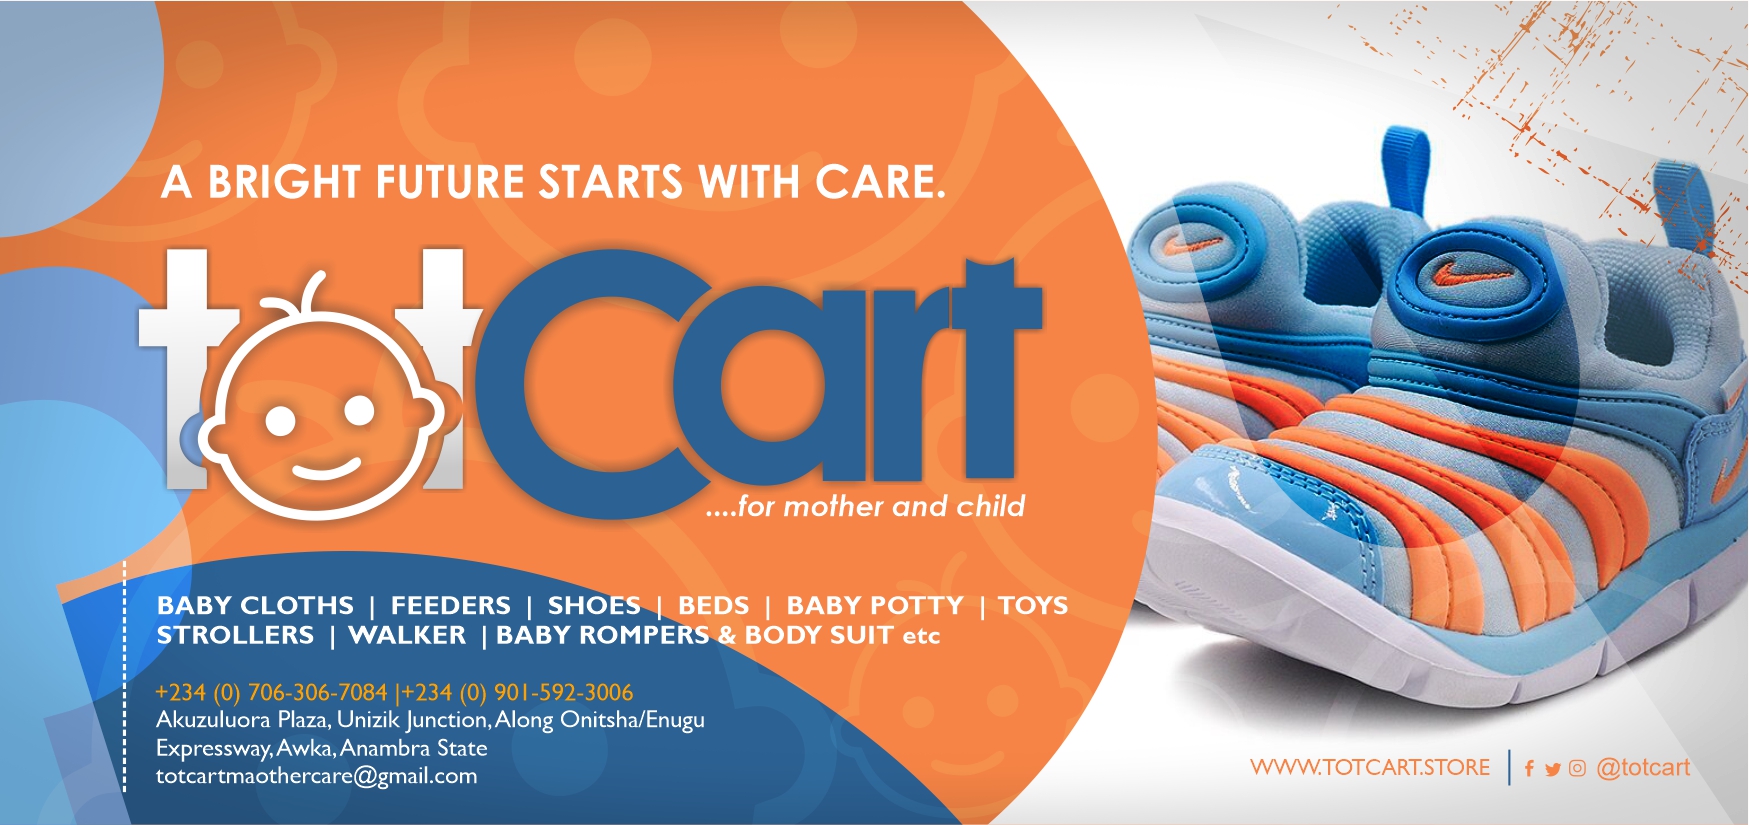 A BRIGHT FUTURE STARTS WITH CARE.
totCart
....for mother and child
BABY CLOTHS | FEEDERS | SHOES | BEDS | BABY POTTY | TOYS
STROLLERS | WALKER | BABY ROMPERS & BODY SUIT etc
+234 (0) 706-306-7084 |+234 (0) 901-592-3006
Akuzuluora Plaza, Unizik Junction, Along Onitsha/Enugu
Expressway, Awka, Anambra State
totcartmaothercare@gmail.com
WWW.TOTCART.STORE | @totcart